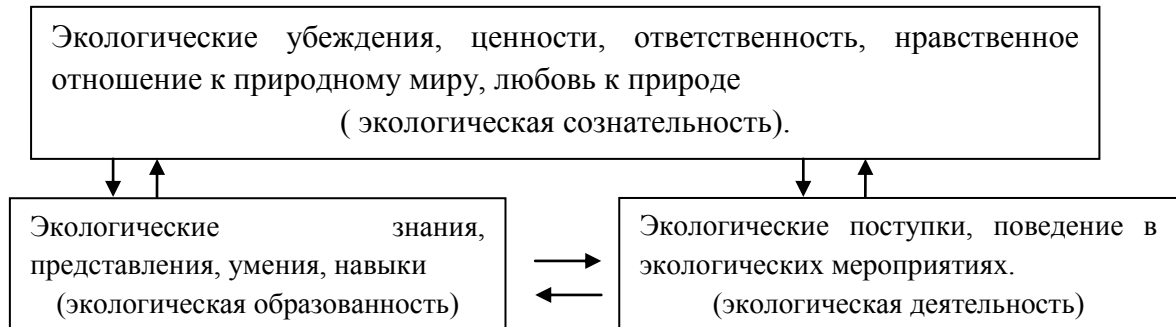 Экологические убеждения, ценности, ответственность, нравственное
отношение к природному миру, любовь к природе
( экологическая сознательность).
Экологические знания,
представления, умения, навыки
(экологическая образованность)
Экологические поступки, поведение в
экологических мероприятиях.
(экологическая деятельность)